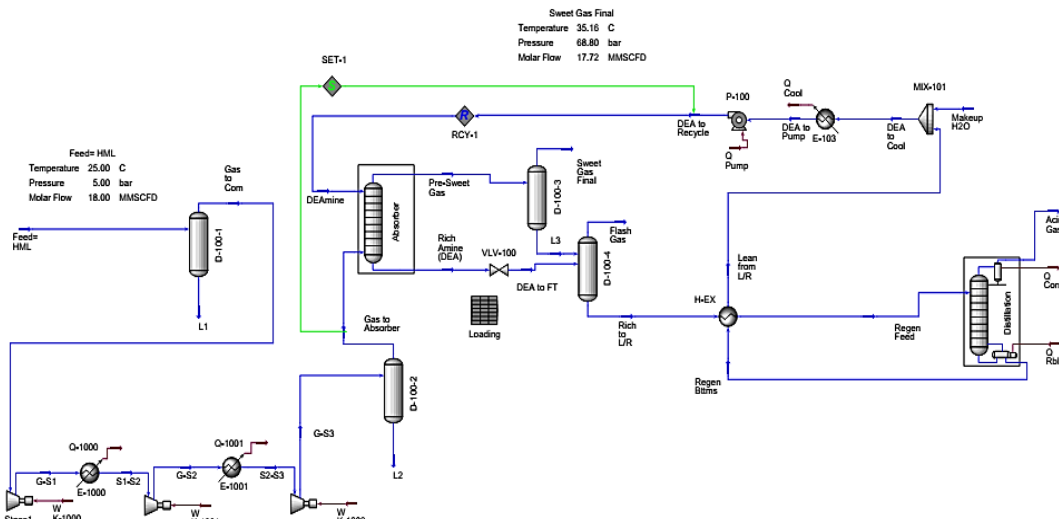 Sweet Gas Final
Temperature 35.16 C
Pressure 68.80 bar
Molar Flow 17.72 MMSCFD
SET-1
S
R
RCY-1
DEA to
Recycle
P-100
Q
Pump
DEA to
Pump
Q
Cool
E-103
DEA
to
Cool
MIX-101
Makeup
H2O
Feed= HML
Temperature 25.00 C
Pressure 5.00 bar
Molar Flow 18.00 MMSCFD
Gas
to
Com
Feed=
HML
D-100-1
L1
DEAmine
Absorber
Pre-Sweet
Gas
Sweet
Gas
Final
D-100-3
L3
Flash
Gas
D-100-4
Rich
Amine
(DEA)
VLV-100
DEA to FT
Loading
Gas to
Absorber
Rich
to
L/R
H-EX
Lean
from
L/R
Regen
Feed
Regen
Bttms
Distillation
Gas
Q
Q
D-100-2
L2
G-S3
Q-1000
G-S1
E-1000
S1-S2
Q-1001
G-S2
E-1001
S2-S3
W
W
W